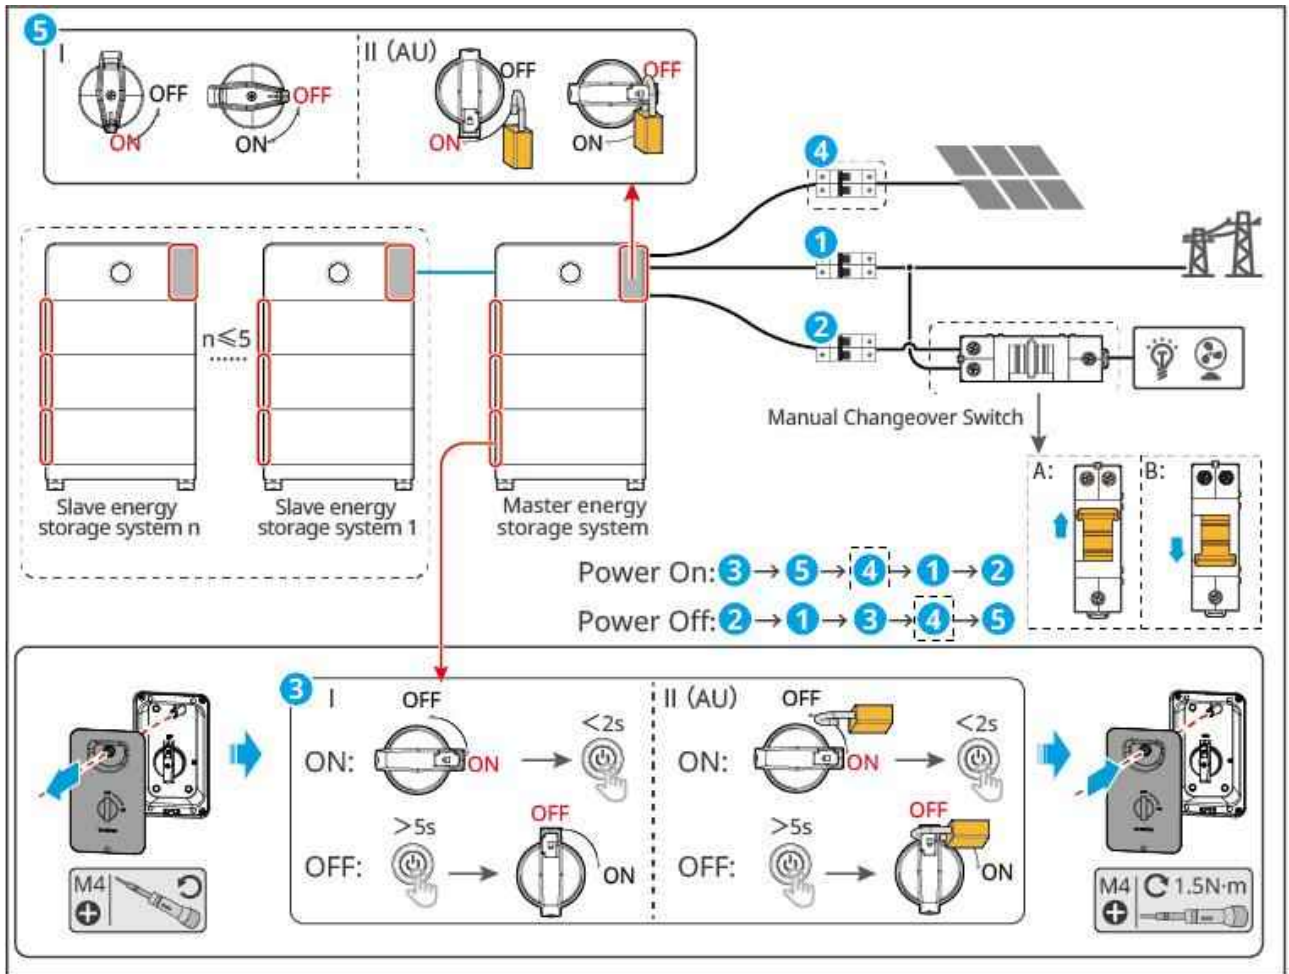 5
I
II (AU)
OFF
ON
OFF
ON
OFF
ON
OFF
ON
4
1
2
n≤5
......
Manual Changeover Switch
A:
B:
Slave energy
storage system n
Slave energy
storage system 1
Master energy
storage system
Power On: 3→5→4→1→2
Power Off: 2→1→3→4→5
3
I
OFF
ON:
ON
<2s
>5s
OFF
OFF:
ON
II (AU)
OFF
ON:
ON
<2s
>5s
OFF
OFF:
ON
M4
M4
1.5N·m